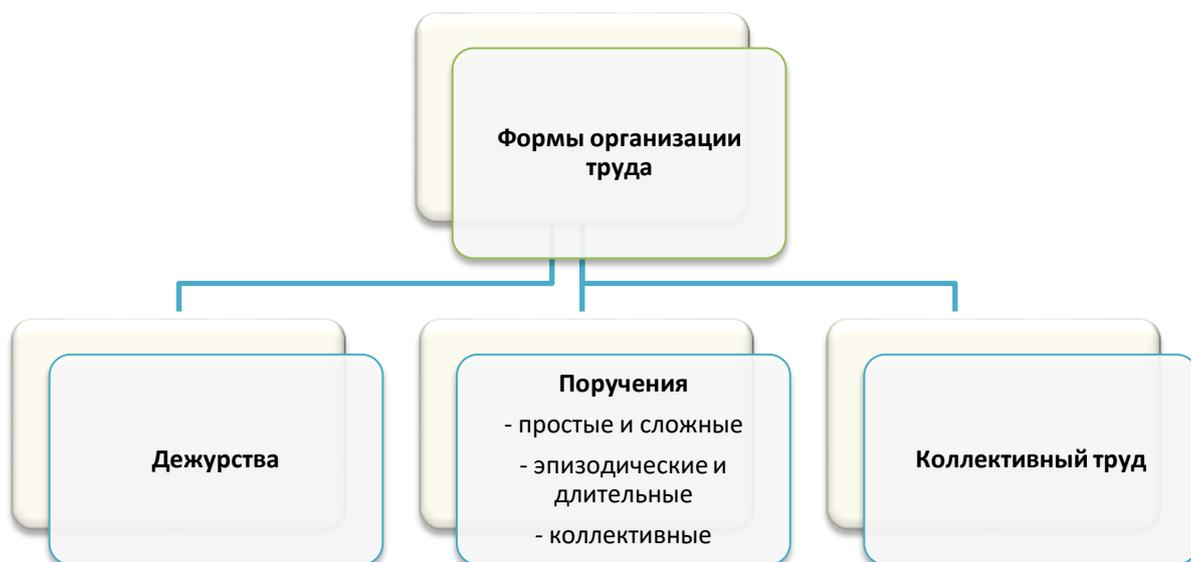 Формы организации
труда
Дежурства
Поручения
- простые и сложные
- эпизодические и
длительные
- коллективные
Коллективный труд